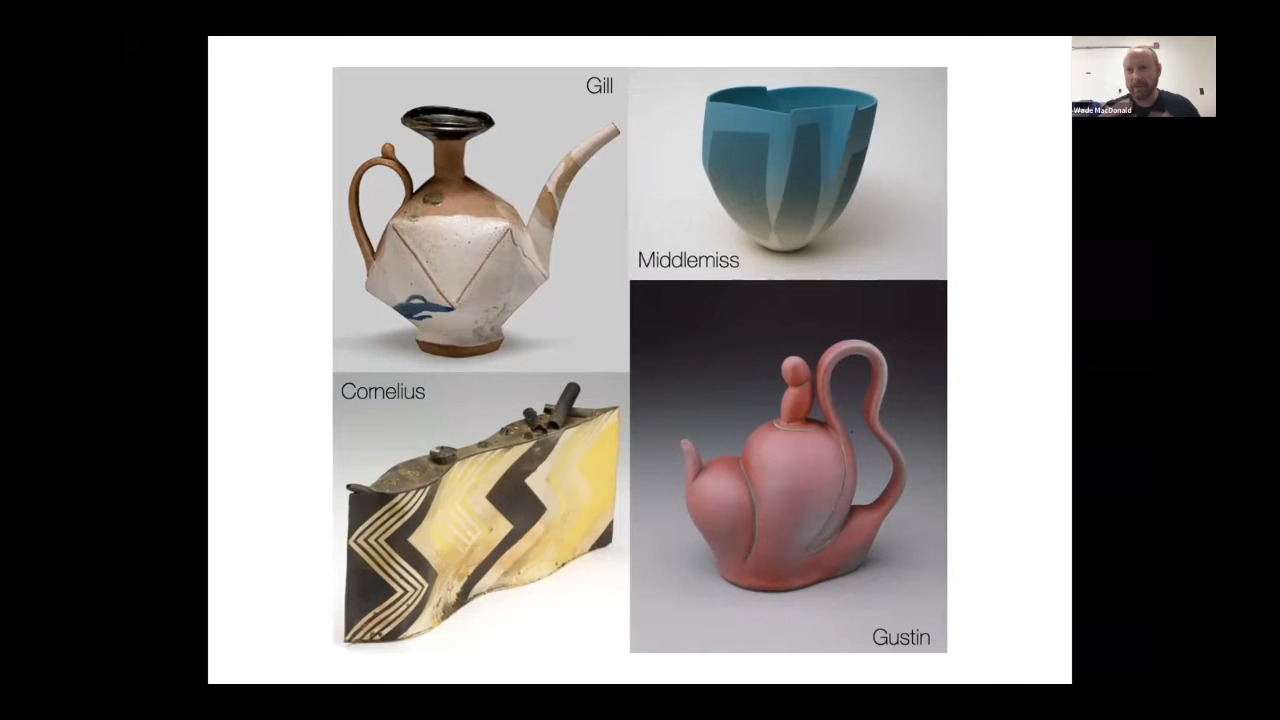 Gill
Middlemiss
Cornelius
Gustin
Wade MacDonald